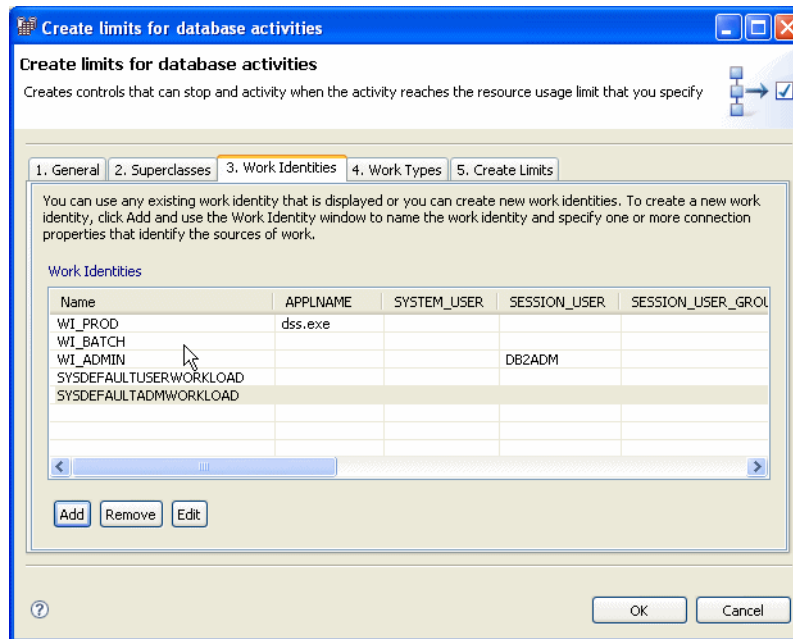 Create limits for database activities
Create limits for database activities
Creates controls that can stop and activity when the activity reaches the resource usage limit that you specify
1. General 2. Superclasses 3. Work Identities 4. Work Types 5. Create Limits
You can use any existing work identity that is displayed or you can create new work identities. To create a new work
identity, click Add and use the Work Identity window to name the work identity and specify one or more connection
properties that identify the sources of work.
Work Identities
Name APPLNAME SYSTEM_USER SESSION_USER SESSION_USER_GROU
WI_PROD dss.exe
WI_BATCH
WI_ADMIN DB2ADM
SYSDEFAULTUSERWORKLOAD
SYSDEFAULTADMWORKLOAD
Add Remove Edit
?
OK Cancel